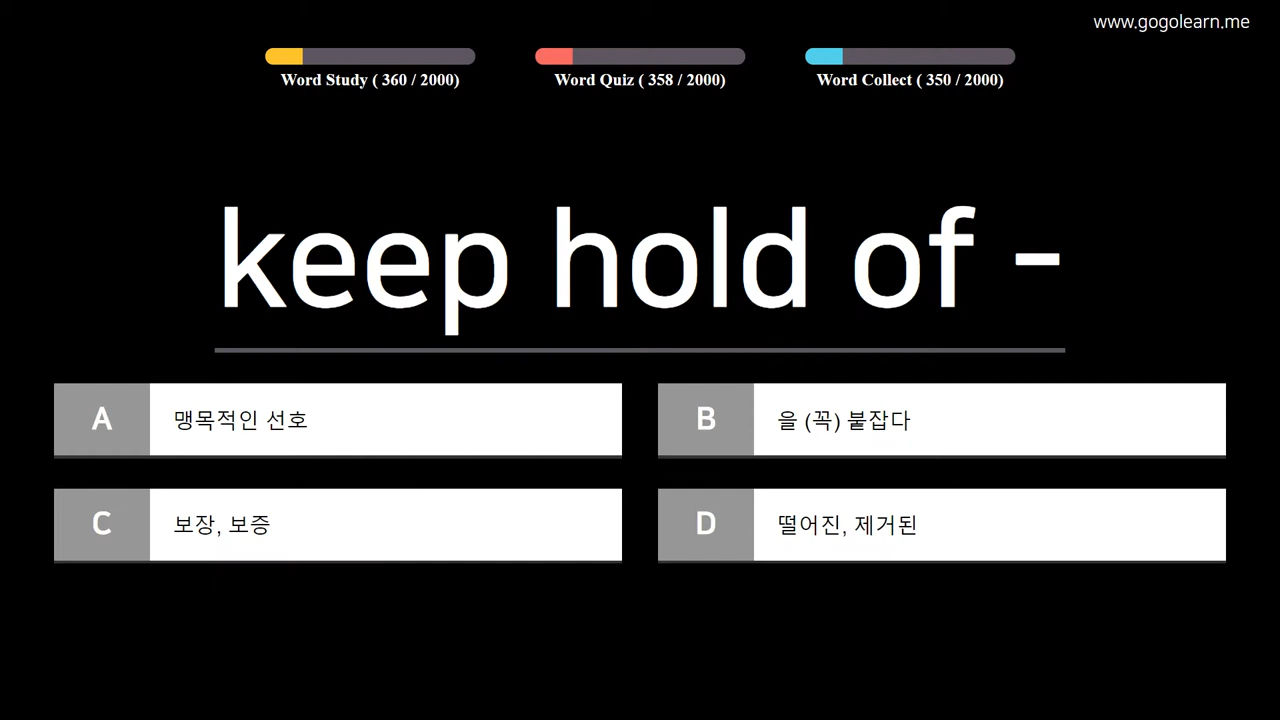 www.gogolearn.me
Word Study ( 360 / 2000)
Word Quiz ( 358 / 2000)
Word Collect ( 350 / 2000)
keep hold of -
A 맹목적인 선호
B 을 (꼭) 붙잡다
C 보장, 보증
D 떨어진, 제거된